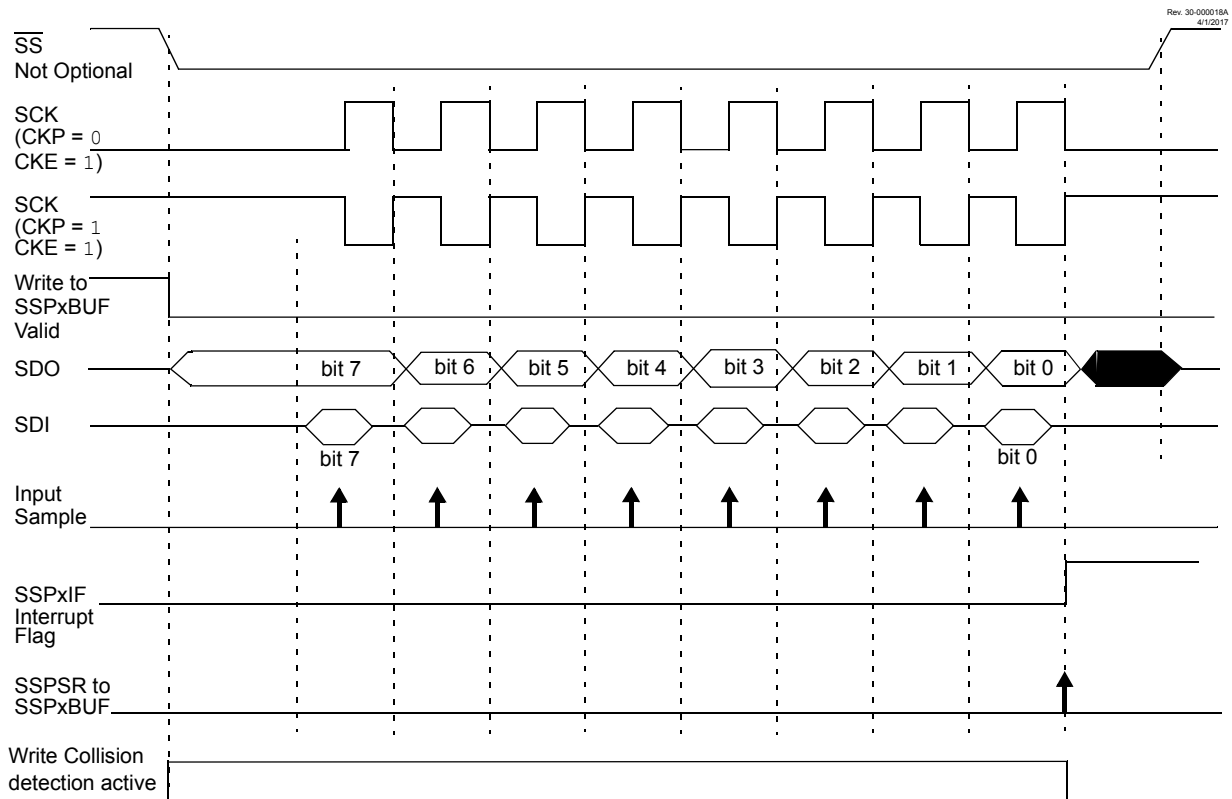 Rev. 30-000018A
4/1/2017
SS
Not Optional
SCK
(CKP = 0
CKE = 1)
SCK
(CKP = 1
CKE = 1)
Write to
SSPxBUF
Valid
SDO
bit 7
bit 6
bit 5
bit 4
bit 3
bit 2
bit 1
bit 0
SDI
bit 7
bit 0
Input
Sample
SSPxIF
Interrupt
Flag
SSPSR to
SSPxBUF
Write Collision
detection active